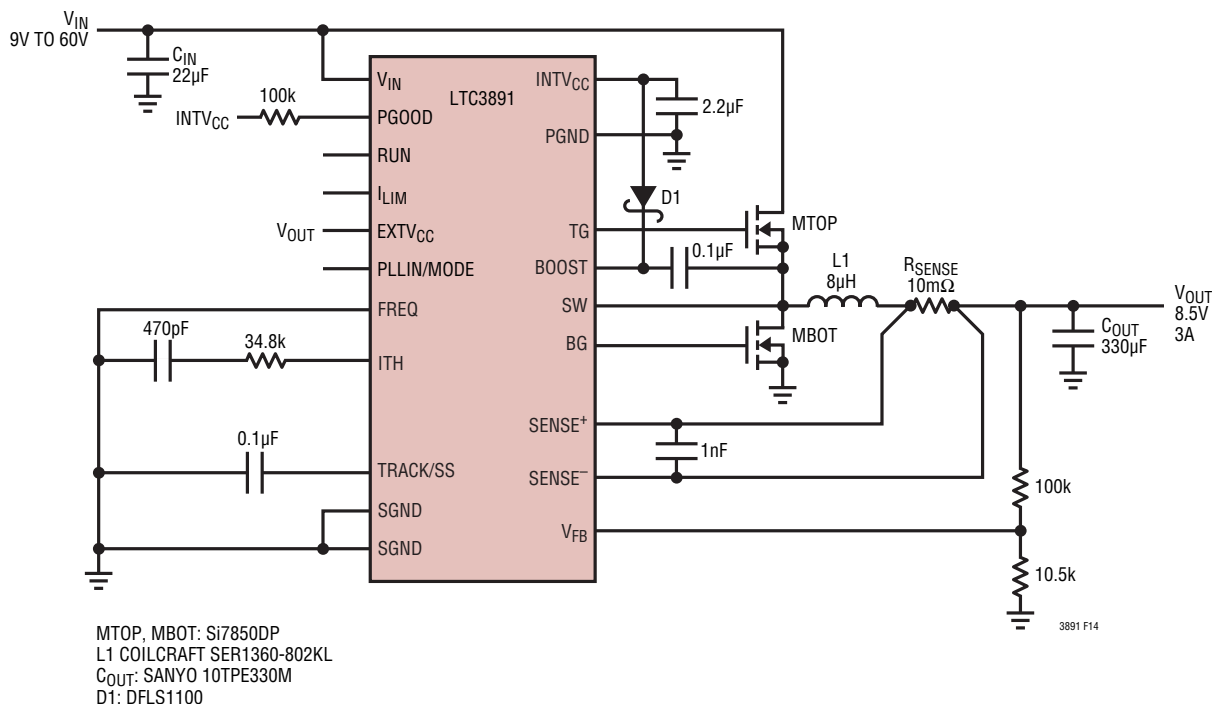 VIN
9V TO 60V
CIN
22µF
100k
INTVCC
LTC3891
VIN
PGOOD
RUN
ILIM
VOUT
EXTVCC
PLLIN/MODE
FREQ
470pF
34.8k
ITH
0.1µF
TRACK/SS
SGND
SGND
INTVCC
2.2µF
PGND
D1
TG
MTOP
BOOST
0.1µF
SW
L1
8µH
RSENSE
10mΩ
VOUT
8.5V
3A
COUT
330µF
BG
MBOT
SENSE+
1nF
SENSE–
100k
VFB
10.5k
3891 F14
MTOP, MBOT: Si7850DP
L1 COILCRAFT SER1360-802KL
COUT: SANYO 10TPE330M
D1: DFLS1100